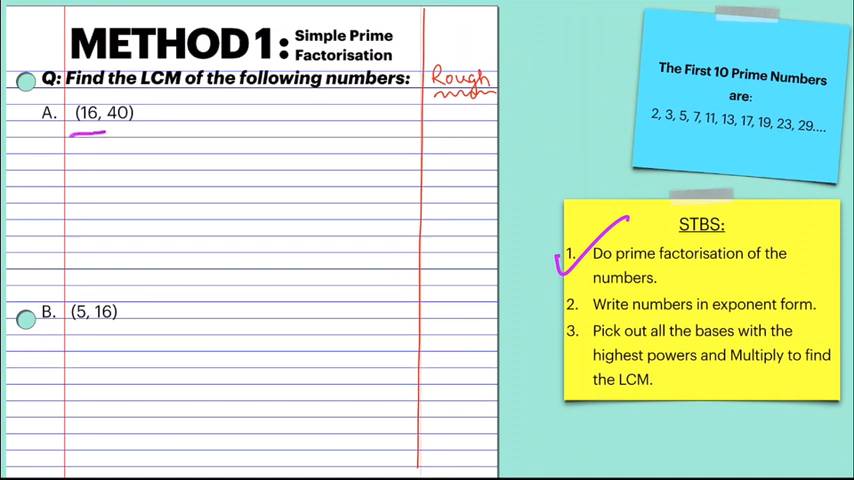 METHOD 1: Simple Prime
Factorisation
Q: Find the LCM of the following numbers:
Rough
A. (16, 40)
B. (5, 16)
The First 10 Prime Numbers
are:
2, 3, 5, 7, 11, 13, 17, 19, 23, 29....
STBS:
1. Do prime factorisation of the
numbers.
2. Write numbers in exponent form.
3. Pick out all the bases with the
highest powers and Multiply to find
the LCM.